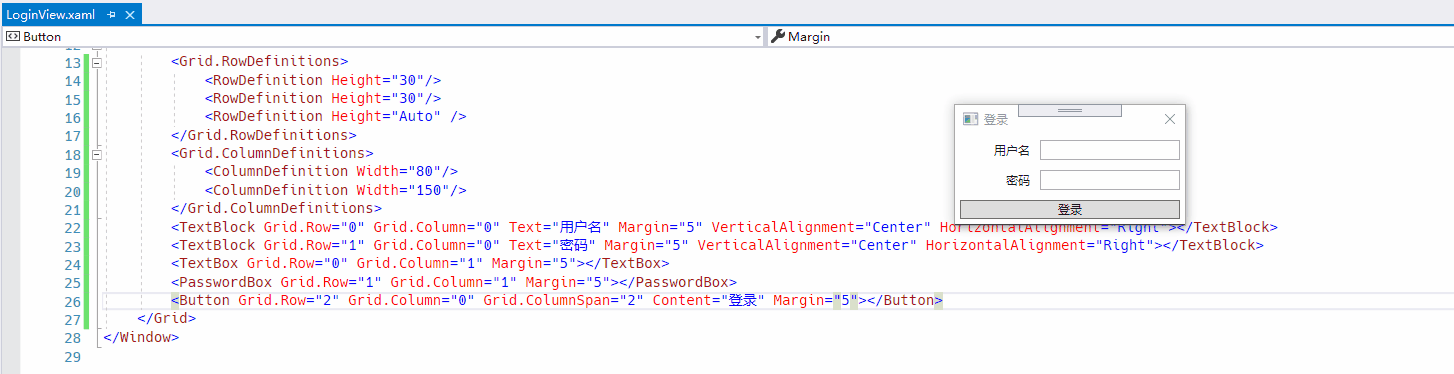 LoginView.xaml
Button
Margin
13 <Grid.RowDefinitions>
14 <RowDefinition Height="30"/>
15 <RowDefinition Height="30"/>
16 <RowDefinition Height="Auto" />
17 </Grid.RowDefinitions>
18 <Grid.ColumnDefinitions>
19 <ColumnDefinition Width="80"/>
20 <ColumnDefinition Width="150"/>
21 </Grid.ColumnDefinitions>
22 <TextBlock Grid.Row="0" Grid.Column="0" Text="用户名" Margin="5" VerticalAlignment="Center" HorizontalAlignment="Right"></TextBlock>
23 <TextBlock Grid.Row="1" Grid.Column="0" Text="密码" Margin="5" VerticalAlignment="Center" HorizontalAlignment="Right"></TextBlock>
24 <TextBox Grid.Row="0" Grid.Column="1" Margin="5"></TextBox>
25 <PasswordBox Grid.Row="1" Grid.Column="1" Margin="5"></PasswordBox>
26 <Button Grid.Row="2" Grid.Column="0" Grid.ColumnSpan="2" Content="登录" Margin="5"></Button>
27 </Grid>
28 </Window>
29
登录
用户名
密码
登录